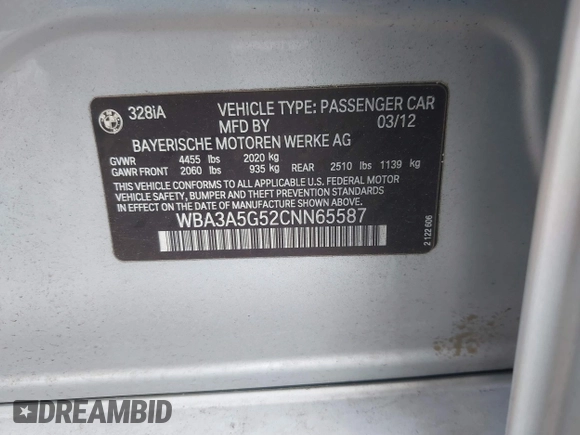 328iA VEHICLE TYPE: PASSENGER CAR
MFD BY 03/12
BAYERISCHE MOTOREN WERKE AG
GVWR 4455 lbs 2020 kg
GAWR FRONT 2060 lbs 935 kg REAR 2510 lbs 1139 kg
THIS VEHICLE CONFORMS TO ALL APPLICABLE U.S. FEDERAL MOTOR
VEHICLE SAFETY, BUMPER AND THEFT PREVENTION STANDARDS
IN EFFECT ON THE DATE OF MANUFACTURE SHOWN ABOVE.
WBA3A5G52CNN65587
2 122 606
DREAMBID